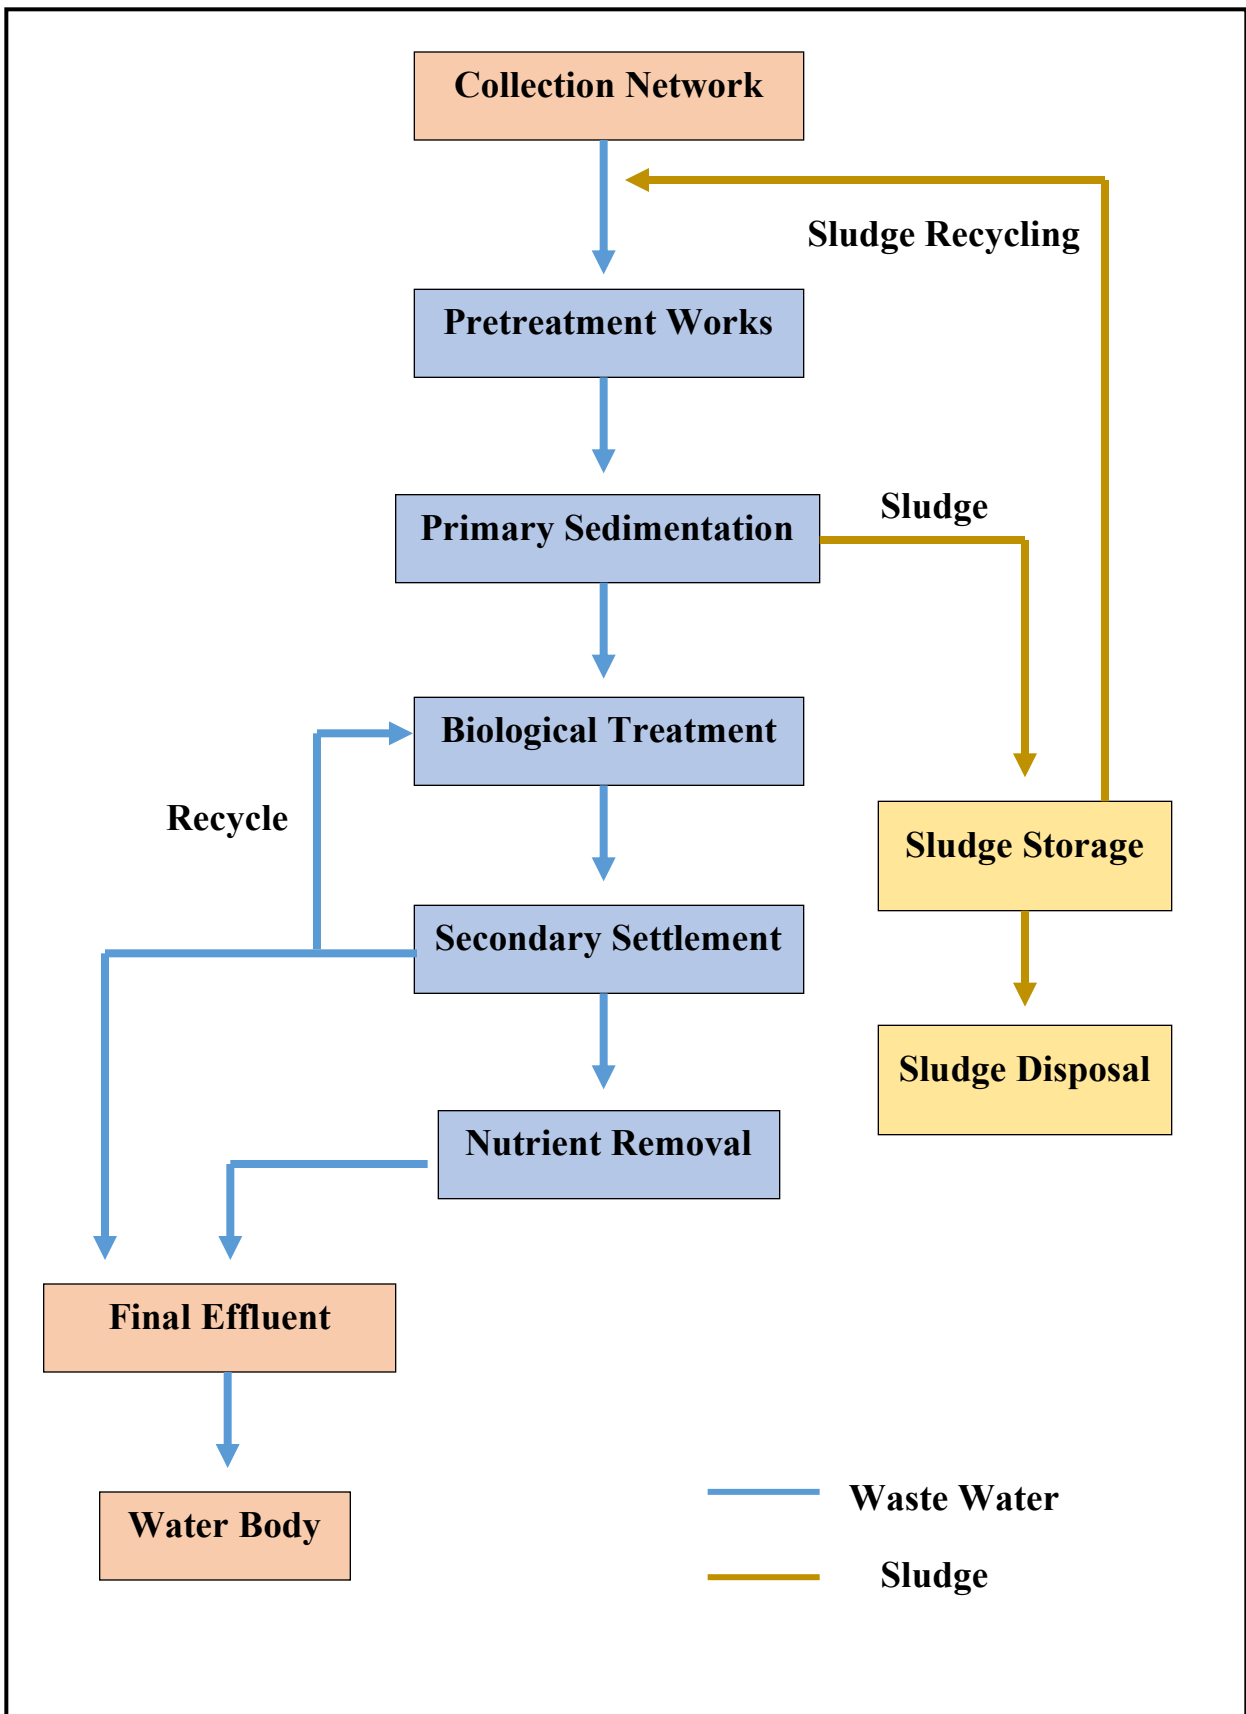 Collection Network
Sludge Recycling
Pretreatment Works
Sludge
Primary Sedimentation
Biological Treatment
Recycle
Sludge Storage
Secondary Settlement
Sludge Disposal
Nutrient Removal
Final Effluent
Waste Water
Water Body
Sludge